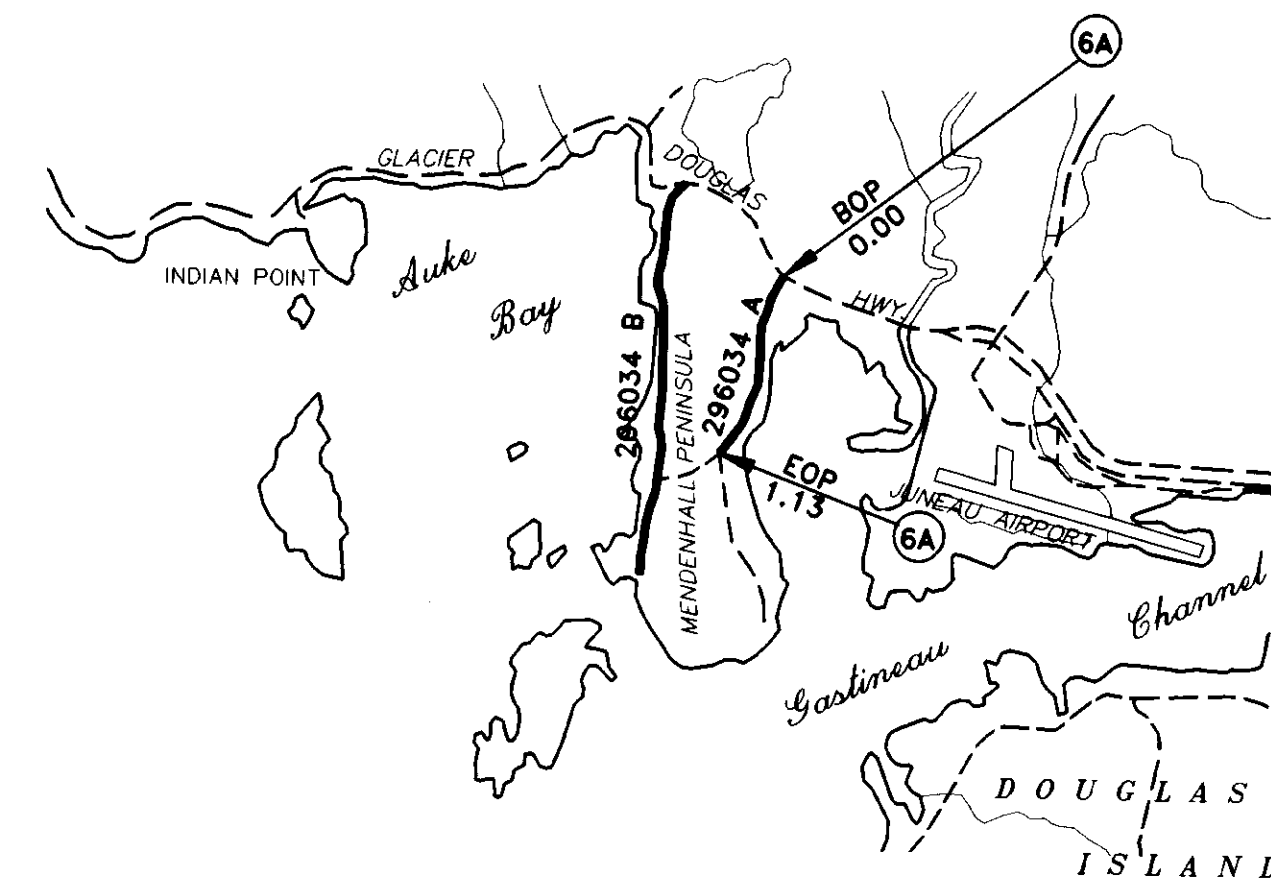 6A
GLACIER
DOUGLAS
BOP
0.00
INDIAN POINT
Auke
Bay
HWY.
296034 B
296034 A
MENDENHALL PENINSULA
EOP
1.13
6A
JUNEAU AIRPORT
Channel
Gastineau
DOUGLAS
ISLAND